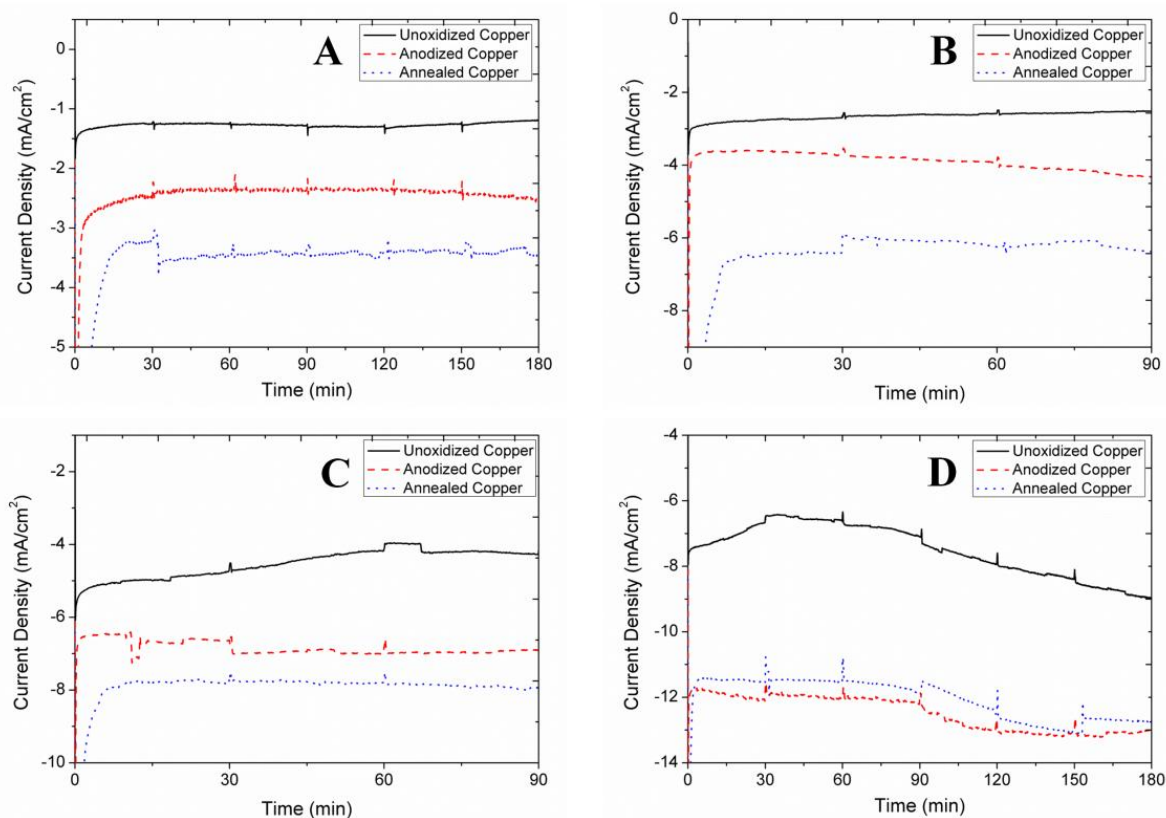 A
Unoxidized Copper
Anodized Copper
Annealed Copper
0
-1
-2
-3
-4
-5
Current Density (mA/cm²)
0 30 60 90 120 150 180
Time (min)
B
Unoxidized Copper
Anodized Copper
Annealed Copper
0
-2
-4
-6
-8
Current Density (mA/cm²)
0 30 60 90
Time (min)
C
Unoxidized Copper
Anodized Copper
Annealed Copper
-2
-4
-6
-8
-10
Current Density (mA/cm²)
0 30 60 90
Time (min)
D
Unoxidized Copper
Anodized Copper
Annealed Copper
-4
-6
-8
-10
-12
-14
Current Density (mA/cm²)
0 30 60 90 120 150 180
Time (min)